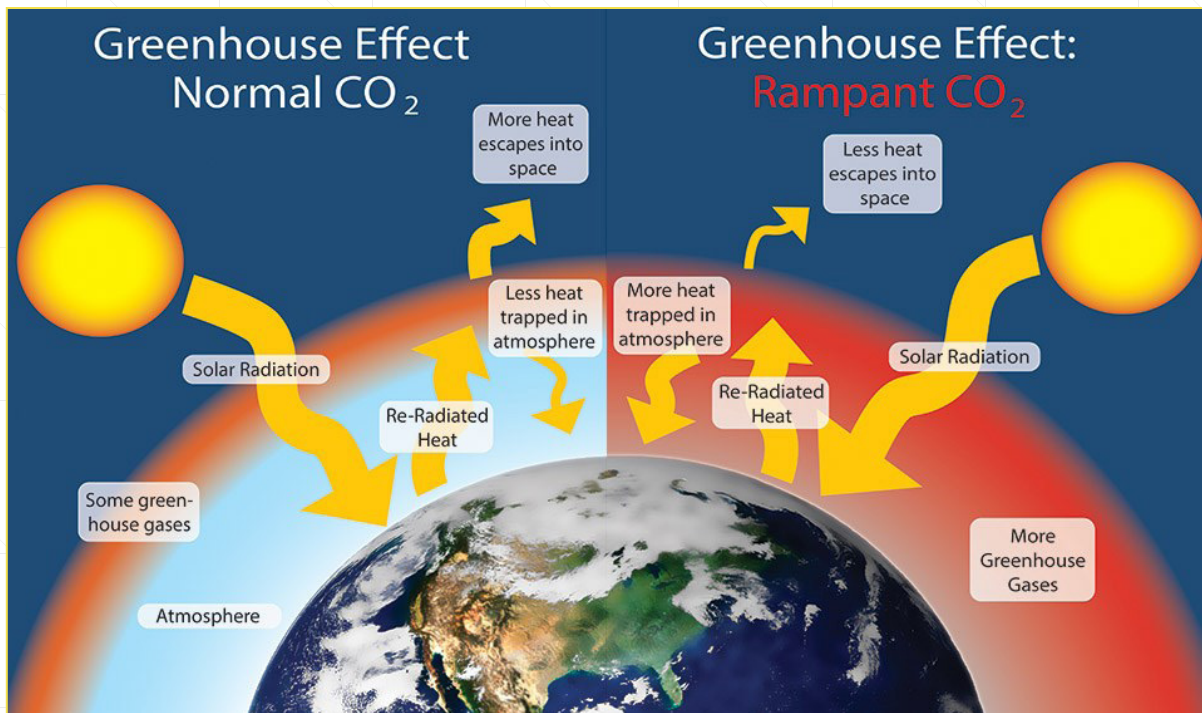 Greenhouse Effect
Normal CO₂
More heat
escapes into
space
Less heat
trapped in
atmosphere
Solar Radiation
Re-Radiated
Heat
Some green-
house gases
Atmosphere
Greenhouse Effect:
Rampant CO₂
Less heat
escapes into
space
More heat
trapped in
atmosphere
Solar Radiation
Re-Radiated
Heat
More
Greenhouse
Gases